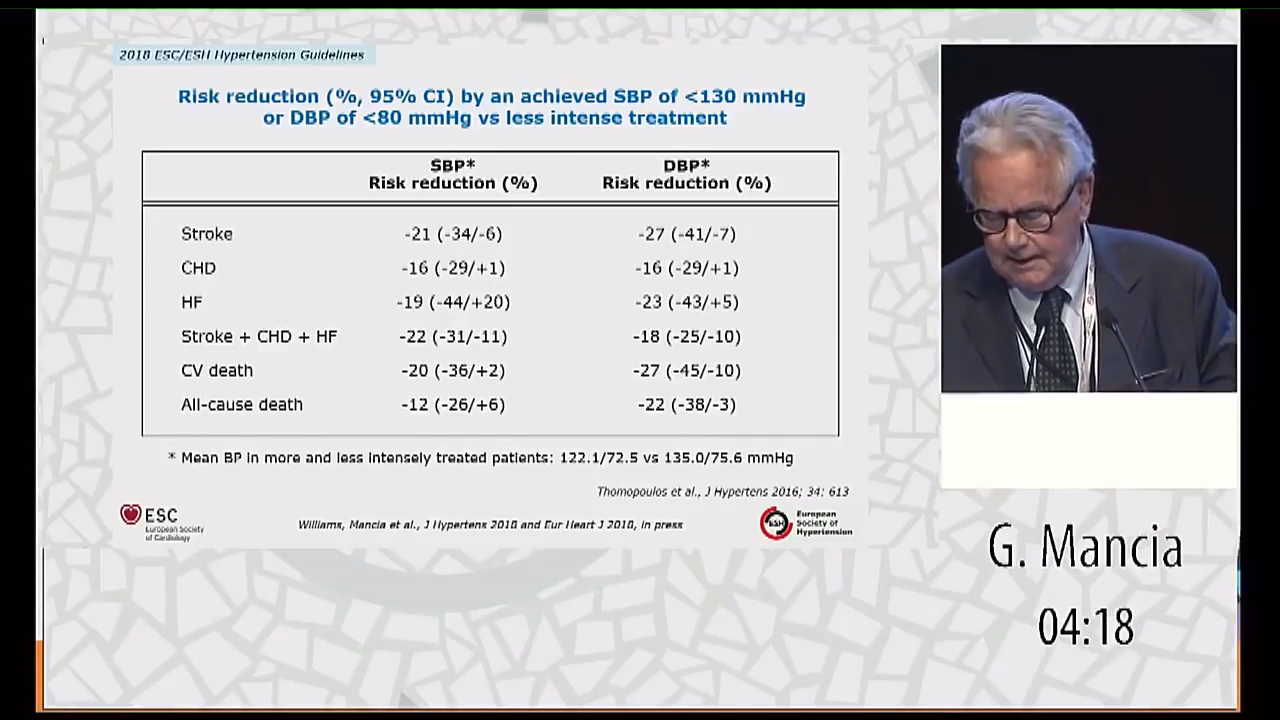 2018 ESC/ESH Hypertension Guidelines
Risk reduction (%, 95% CI) by an achieved SBP of <130 mmHg
or DBP of <80 mmHg vs less intense treatment
SBP* DBP*
Risk reduction (%) Risk reduction (%)
Stroke -21 (-34/-6) -27 (-41/-7)
CHD -16 (-29/+1) -16 (-29/+1)
HF -19 (-44/+20) -23 (-43/+5)
Stroke + CHD + HF -22 (-31/-11) -18 (-25/-10)
CV death -20 (-36/+2) -27 (-45/-10)
All-cause death -12 (-26/+6) -22 (-38/-3)
* Mean BP in more and less intensely treated patients: 122.1/72.5 vs 135.0/75.6 mmHg
Thomopoulos et al., J Hypertens 2016; 34: 613
ESC
European Society
of Cardiology
Williams, Mancia et al., J Hypertens 2018 and Eur Heart J 2018, in press
ESH
European
Society of
Hypertension
G. Mancia
04:18